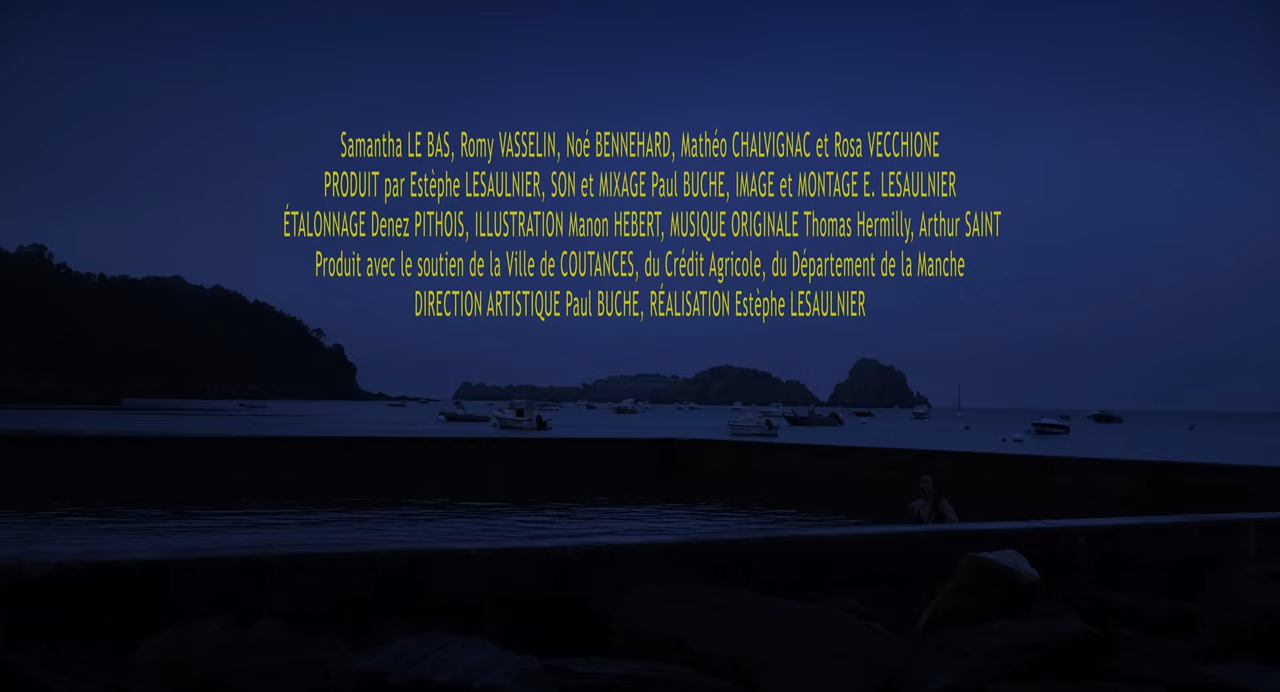 Samantha LE BAS, Romy VASSELIN, Noé BENNEHARD, Mathéo CHALVIGNAC et Rosa VECCHIONE
PRODUIT par Estèphe LESAULNIER, SON et MIXAGE Paul BUCHE, IMAGE et MONTAGE E. LESAULNIER
ÉTALONNAGE Denez PITHOIS, ILLUSTRATION Manon HEBERT, MUSIQUE ORIGINALE Thomas Hermilly, Arthur SAINT
Produit avec le soutien de la Ville de COUTANCES, du Crédit Agricole, du Département de la Manche
DIRECTION ARTISTIQUE Paul BUCHE, RÉALISATION Estèphe LESAULNIER